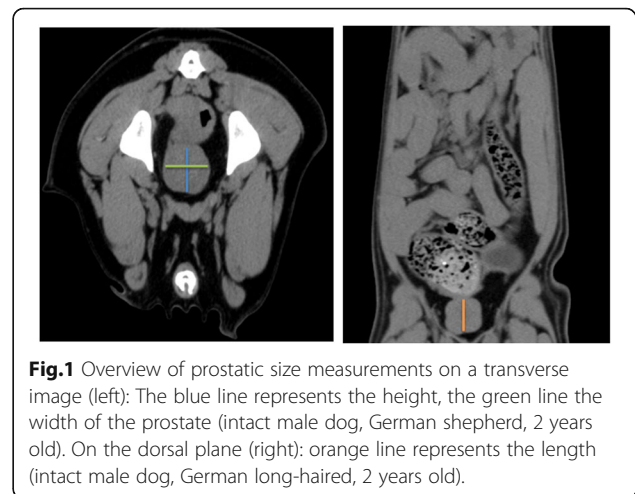 Fig.1 Overview of prostatic size measurements on a transverse
image (left): The blue line represents the height, the green line the
width of the prostate (intact male dog, German shepherd, 2 years
old). On the dorsal plane (right): orange line represents the length
(intact male dog, German long-haired, 2 years old).